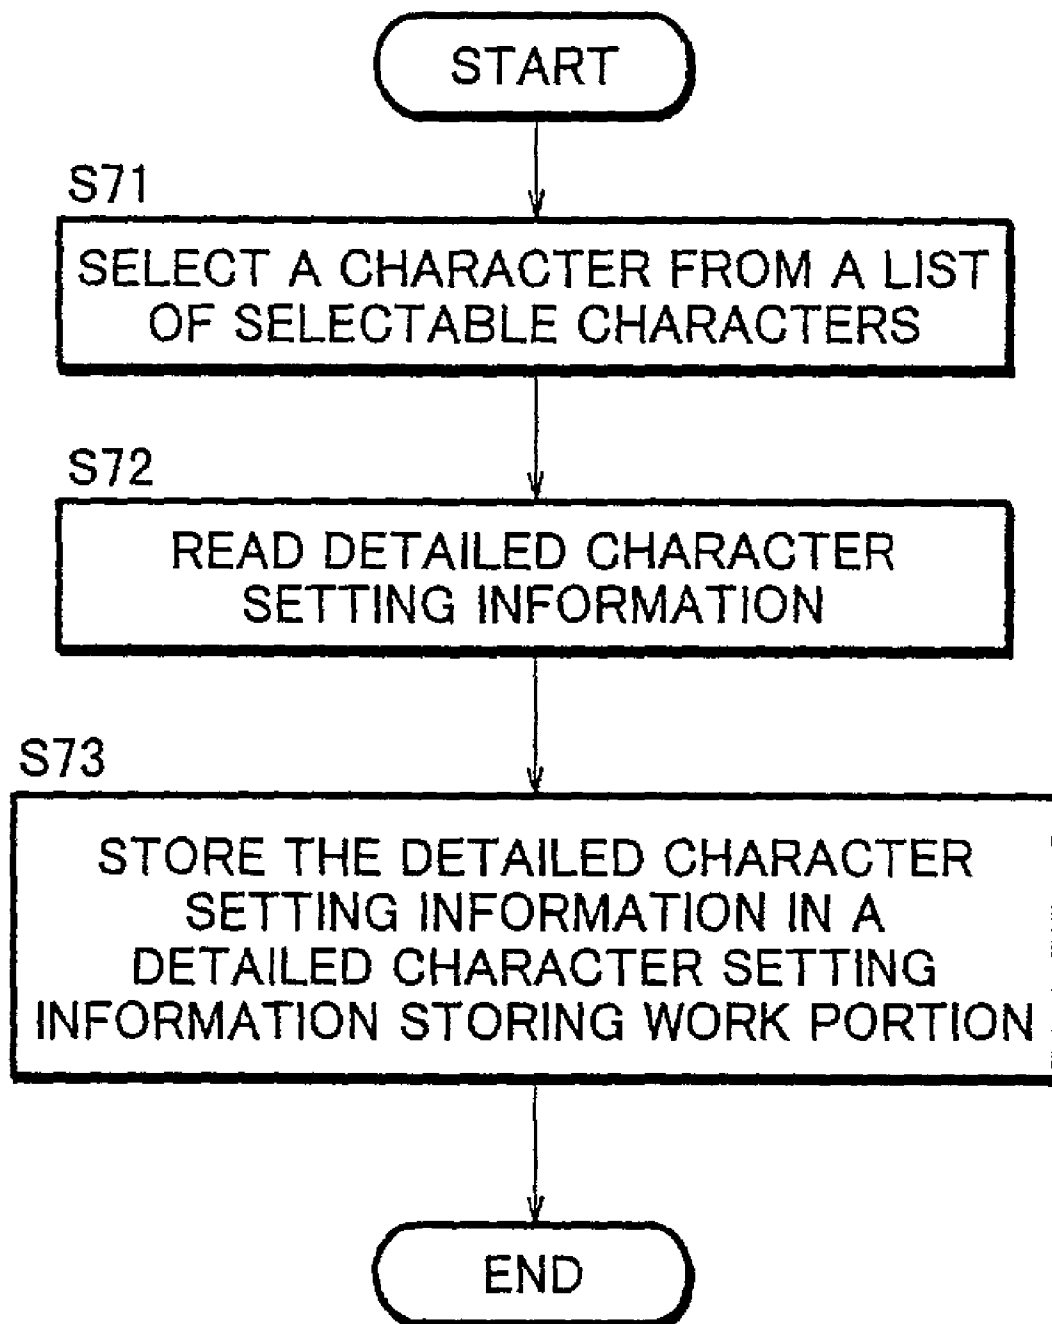 START
S71
SELECT A CHARACTER FROM A LIST
OF SELECTABLE CHARACTERS
S72
READ DETAILED CHARACTER
SETTING INFORMATION
S73
STORE THE DETAILED CHARACTER
SETTING INFORMATION IN A
DETAILED CHARACTER SETTING
INFORMATION STORING WORK PORTION
END